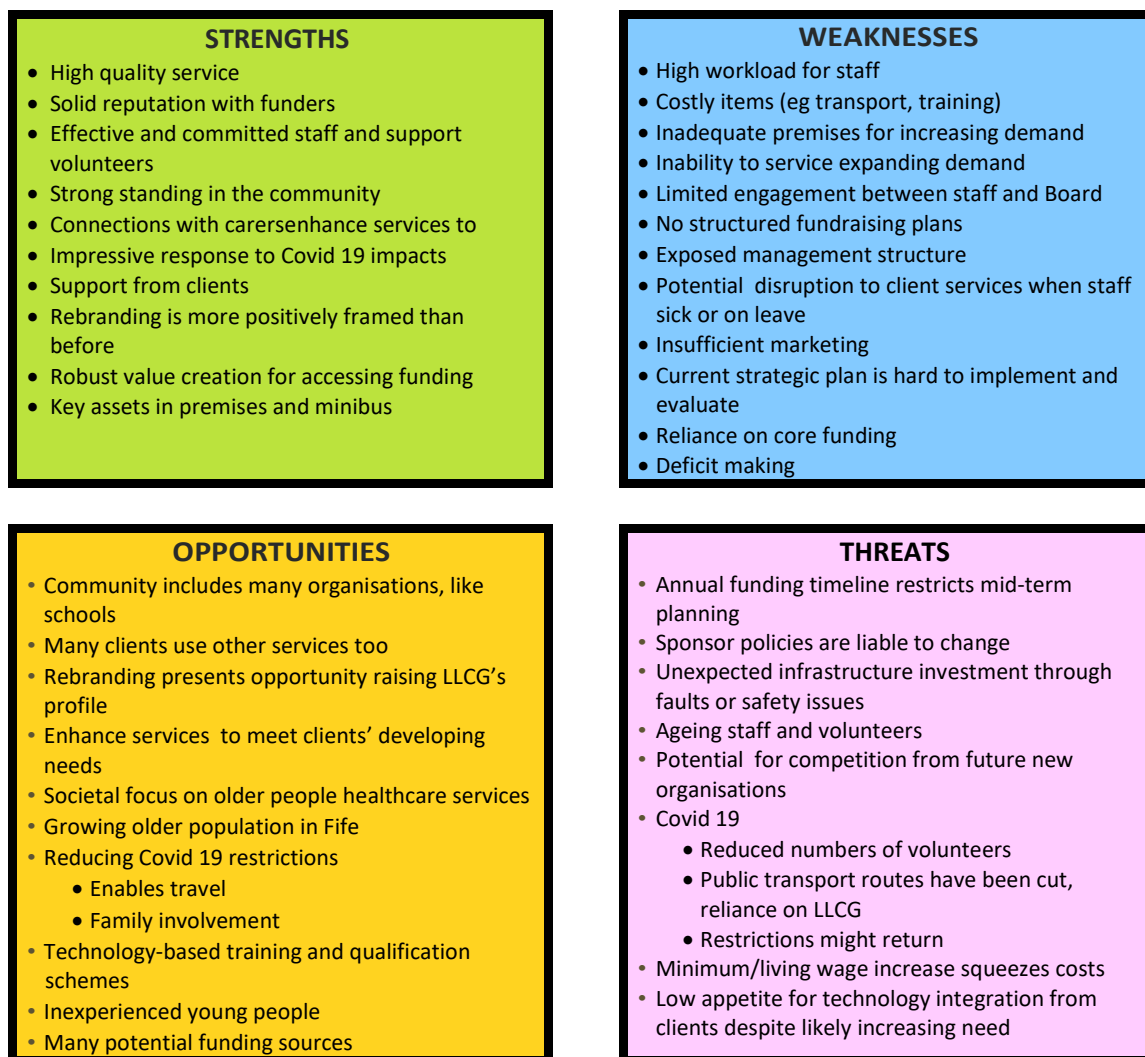 STRENGTHS
• High quality service
• Solid reputation with funders
• Effective and committed staff and support
volunteers
• Strong standing in the community
• Connections with carersenhance services to
• Impressive response to Covid 19 impacts
• Support from clients
• Rebranding is more positively framed than
before
• Robust value creation for accessing funding
• Key assets in premises and minibus
WEAKNESSES
• High workload for staff
• Costly items (eg transport, training)
• Inadequate premises for increasing demand
• Inability to service expanding demand
• Limited engagement between staff and Board
• No structured fundraising plans
• Exposed management structure
• Potential disruption to client services when staff
sick or on leave
• Insufficient marketing
• Current strategic plan is hard to implement and
evaluate
• Reliance on core funding
• Deficit making
OPPORTUNITIES
• Community includes many organisations, like
schools
• Many clients use other services too
• Rebranding presents opportunity raising LLCG’s
profile
• Enhance services to meet clients’ developing
needs
• Societal focus on older people healthcare services
• Growing older population in Fife
• Reducing Covid 19 restrictions
• Enables travel
• Family involvement
• Technology-based training and qualification
schemes
• Inexperienced young people
• Many potential funding sources
THREATS
• Annual funding timeline restricts mid-term
planning
• Sponsor policies are liable to change
• Unexpected infrastructure investment through
faults or safety issues
• Ageing staff and volunteers
• Potential for competition from future new
organisations
• Covid 19
• Reduced numbers of volunteers
• Public transport routes have been cut,
reliance on LLCG
• Restrictions might return
• Minimum/living wage increase squeezes costs
• Low appetite for technology integration from
clients despite likely increasing need